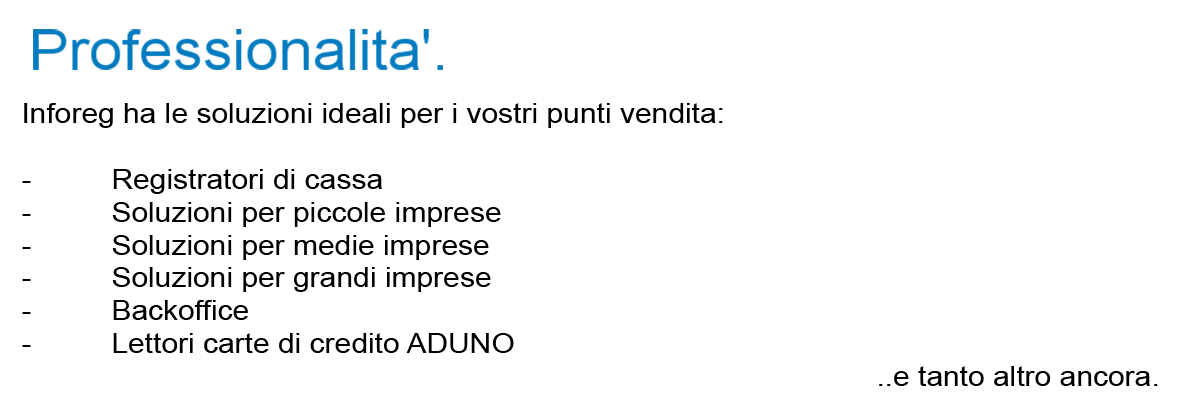 Professionalita'.
Inforeg ha le soluzioni ideali per i vostri punti vendita:
- Registratori di cassa
- Soluzioni per piccole imprese
- Soluzioni per medie imprese
- Soluzioni per grandi imprese
- Backoffice
- Lettori carte di credito ADUNO
..e tanto altro ancora.